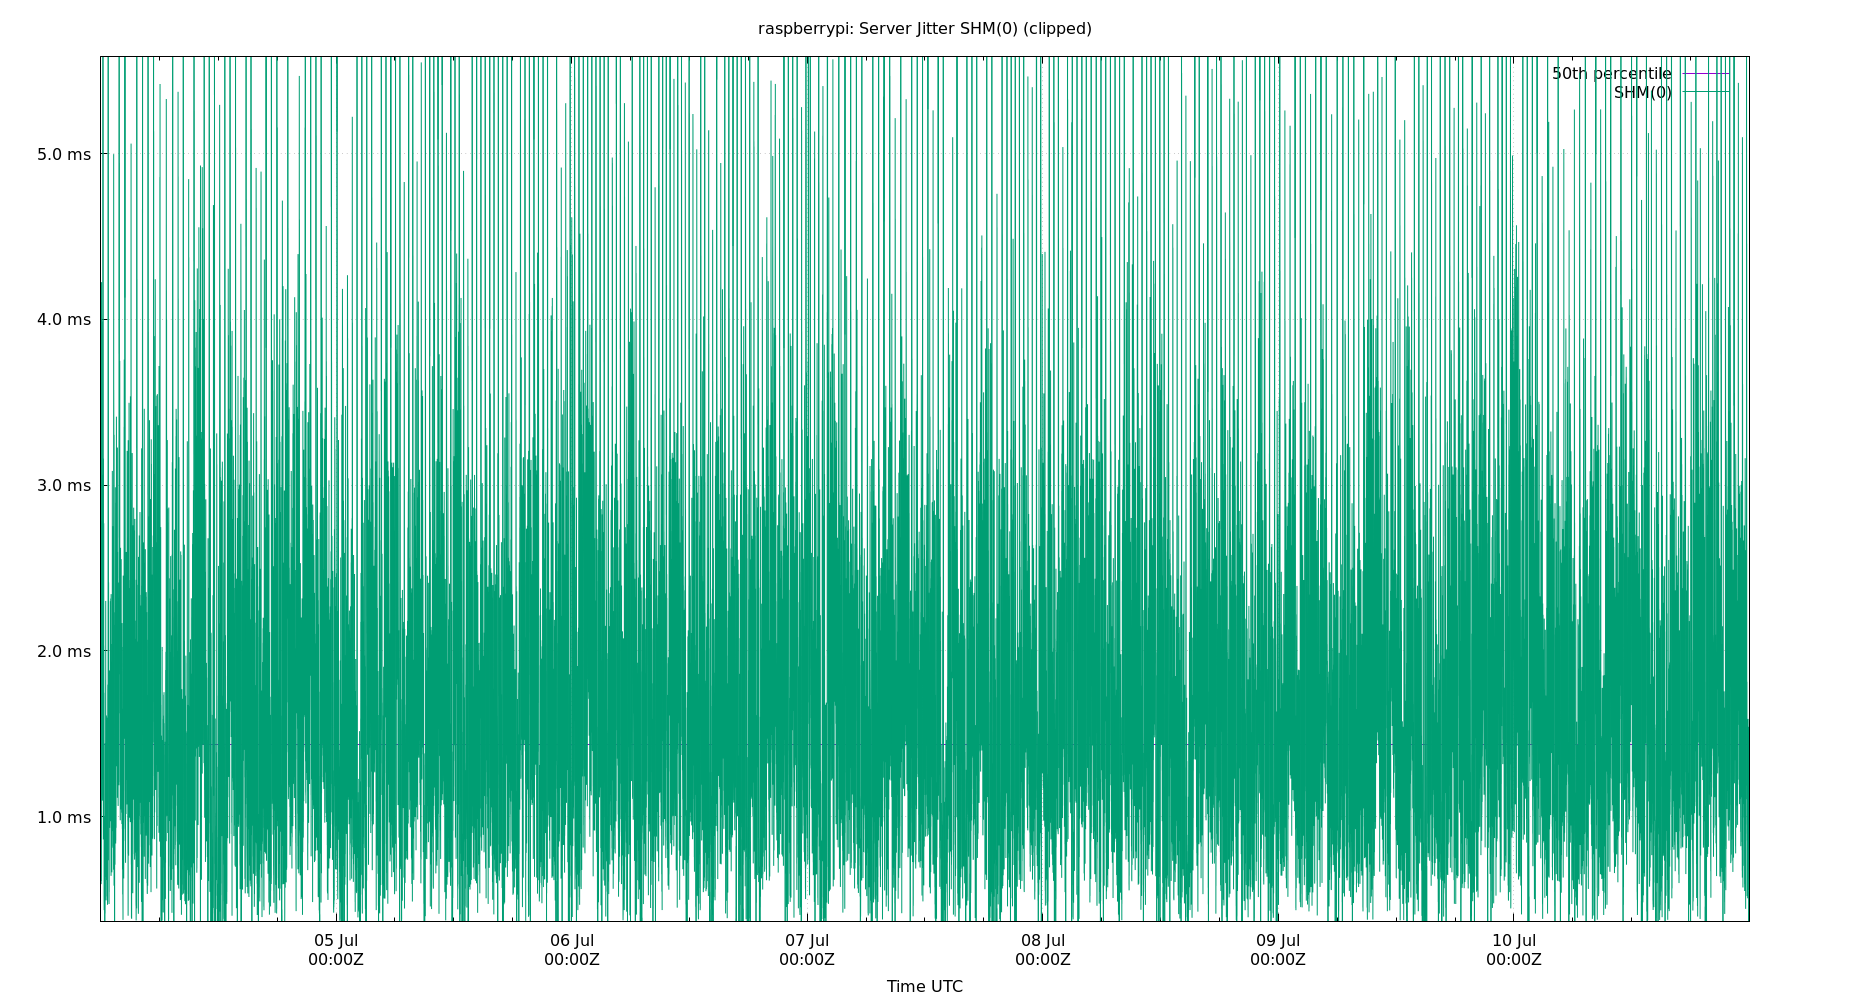 raspberrypi: Server Jitter SHM(0) (clipped)
50th percentile
SHM(0)
5.0 ms
4.0 ms
3.0 ms
2.0 ms
1.0 ms
05 Jul 06 Jul 07 Jul 08 Jul 09 Jul 10 Jul
00:00Z 00:00Z 00:00Z 00:00Z 00:00Z 00:00Z
Time UTC